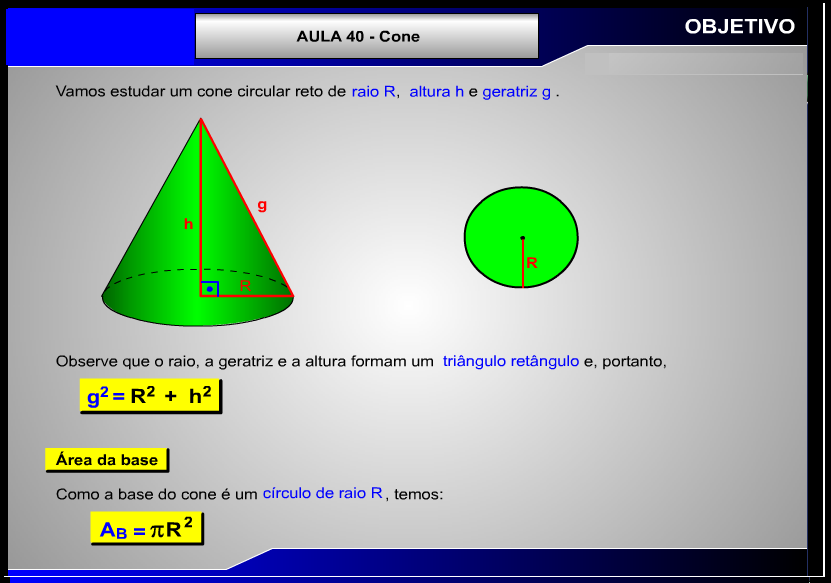 AULA 40 - Cone
OBJETIVO
Vamos estudar um cone circular reto de raio R, altura h e geratriz g .
g
h
R
R
Observe que o raio, a geratriz e a altura formam um triângulo retângulo e, portanto,
g² = R² + h²
Área da base
Como a base do cone é um círculo de raio R , temos:
A_B = πR²